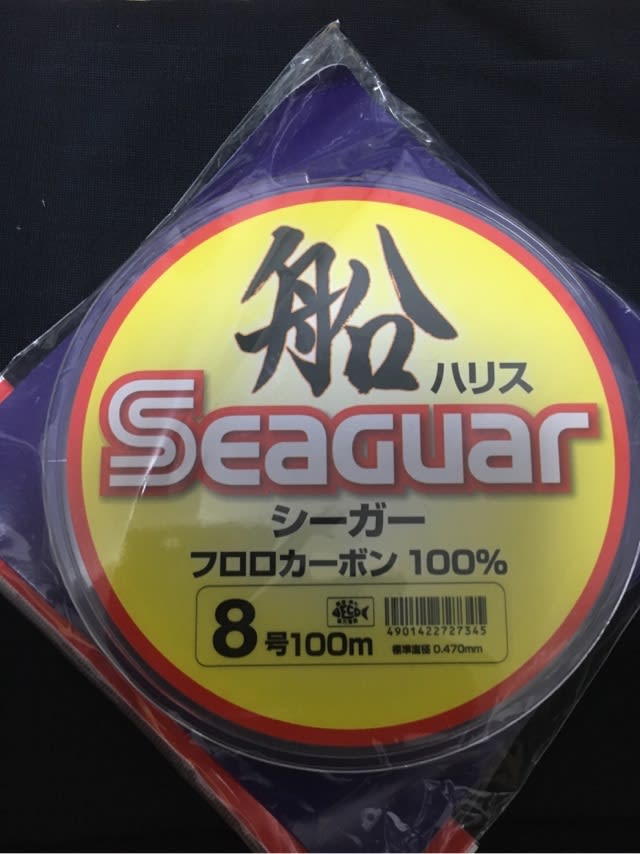 船
ハリス
Seaguar
シーガー
フロロカーボン 100%
8号100m
ECO
4901422727345
標準直径 0.470mm